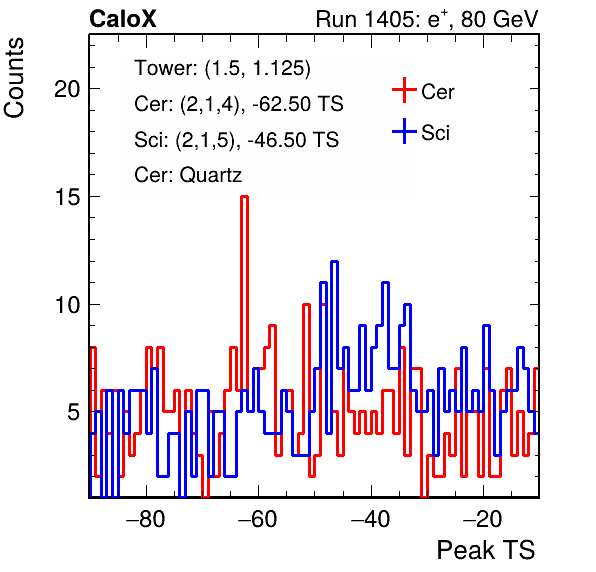 CaloX Run 1405: e⁺, 80 GeV
Counts
Tower: (1.5, 1.125)
Cer: (2,1,4), -62.50 TS
Sci: (2,1,5), -46.50 TS
Cer: Quartz
Cer
Sci
20
15
10
5
−80 −60 −40 −20
Peak TS